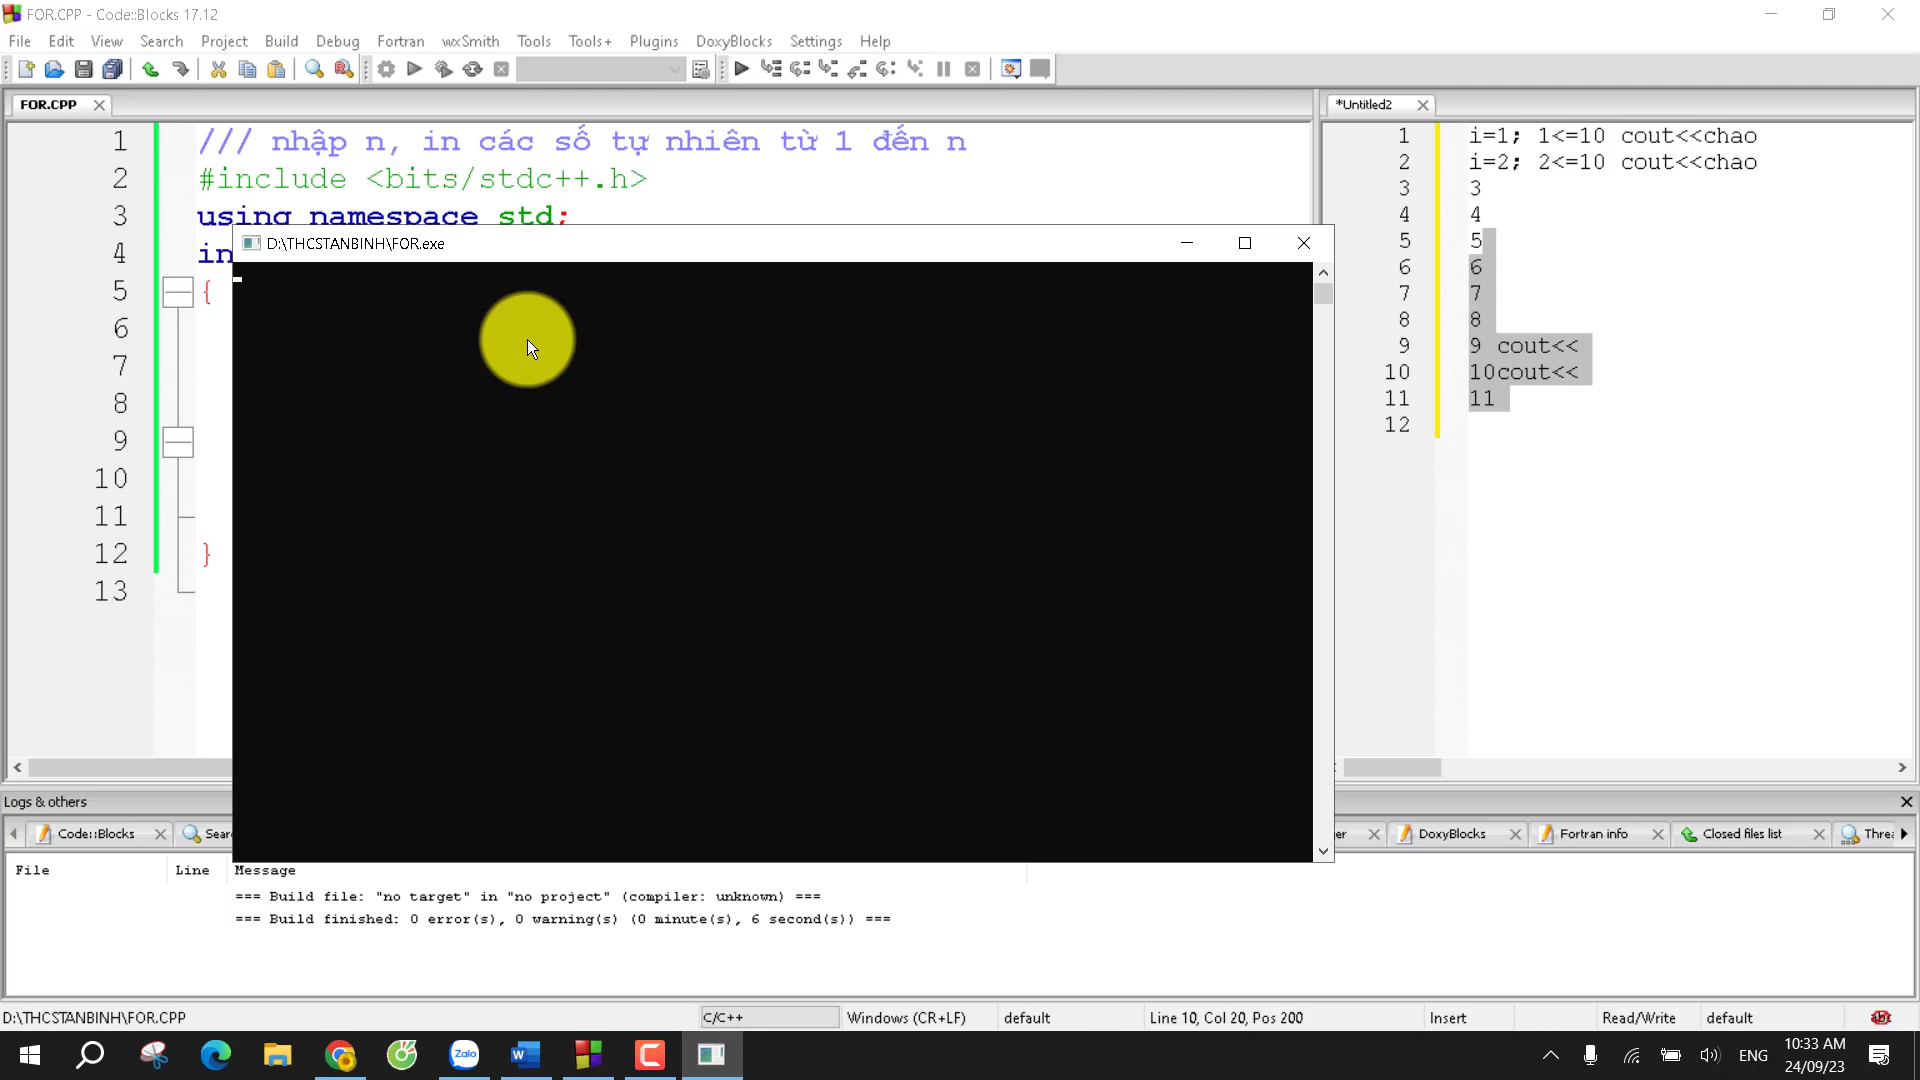 FOR.CPP - Code::Blocks 17.12
File Edit View Search Project Build Debug Fortran wxSmith Tools Tools+ Plugins DoxyBlocks Settings Help
FOR.CPP
1 /// nhập n, in các số tự nhiên từ 1 đến n
2 #include <bits/stdc++.h>
3 using namespace std;
4 in
5 {
6
7
8
9
10
11
12 }
13
D:\THCSTANBINH\FOR.exe
*Untitled2
1 i=1; 1<=10 cout<<chao
2 i=2; 2<=10 cout<<chao
3 3
4 4
5 5
6 6
7 7
8 8
9 9 cout<<
10 10cout<<
11 11
12
Logs & others
Code::Blocks Sear er DoxyBlocks Fortran info Closed files list Threa
File Line Message
=== Build file: "no target" in "no project" (compiler: unknown) ===
=== Build finished: 0 error(s), 0 warning(s) (0 minute(s), 6 second(s)) ===
D:\THCSTANBINH\FOR.CPP C/C++ Windows (CR+LF) default Line 10, Col 20, Pos 200 Insert Read/Write default
Zalo ENG 10:33 AM
24/09/23